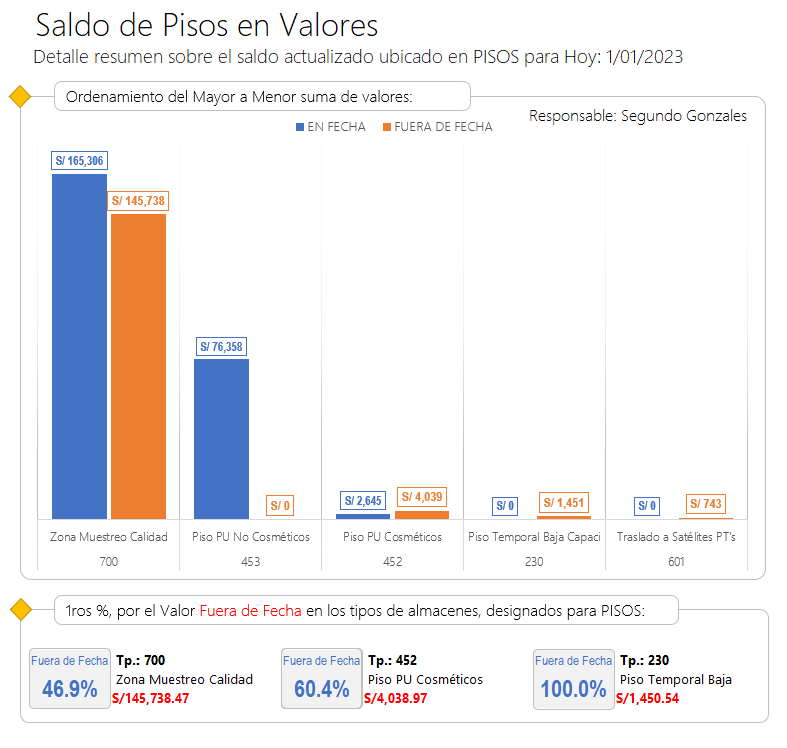 Saldo de Pisos en Valores
Detalle resumen sobre el saldo actualizado ubicado en PISOS para Hoy: 1/01/2023
Ordenamiento del Mayor a Menor suma de valores:
Responsable: Segundo Gonzales
EN FECHA FUERA DE FECHA
S/ 165,306
S/ 145,738
S/ 76,358
S/ 0
S/ 2,645
S/ 4,039
S/ 0
S/ 1,451
S/ 0
S/ 743
Zona Muestreo Calidad Piso PU No Cosméticos Piso PU Cosméticos Piso Temporal Baja Capaci Traslado a Satélites PT's
700 453 452 230 601
1ros %, por el Valor Fuera de Fecha en los tipos de almacenes, designados para PISOS:
Fuera de Fecha
46.9%
Tp.: 700
Zona Muestreo Calidad
S/145,738.47
Fuera de Fecha
60.4%
Tp.: 452
Piso PU Cosméticos
S/4,038.97
Fuera de Fecha
100.0%
Tp.: 230
Piso Temporal Baja
S/1,450.54